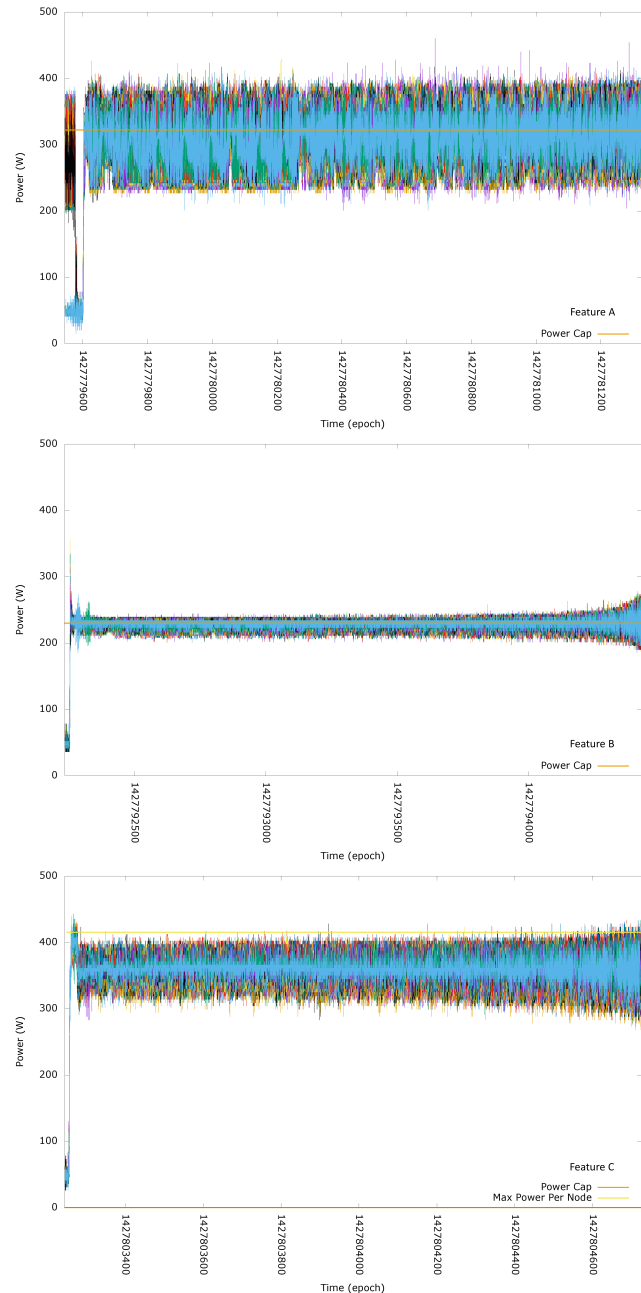 500
400
300
200
100
0
Power (W)
Feature A
Power Cap
1427779600
1427779800
1427780000
1427780200
1427780400
1427780600
1427780800
1427781000
1427781200
Time (epoch)
500
400
300
200
100
0
Power (W)
Feature B
Power Cap
1427792500
1427793000
1427793500
1427794000
Time (epoch)
500
400
300
200
100
0
Power (W)
Feature C
Power Cap
Max Power Per Node
1427803400
1427803600
1427803800
1427804000
1427804200
1427804400
1427804600
Time (epoch)